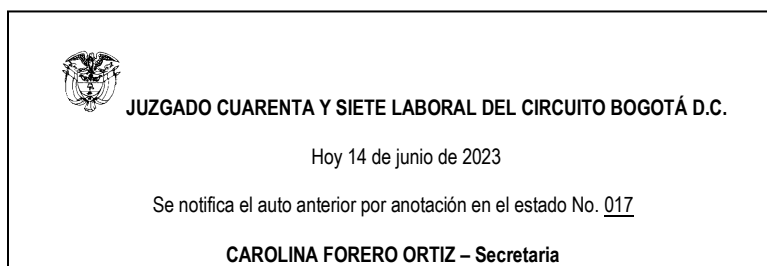 JUZGADO CUARENTA Y SIETE LABORAL DEL CIRCUITO BOGOTÁ D.C.
Hoy 14 de junio de 2023
Se notifica el auto anterior por anotación en el estado No. 017
CAROLINA FORERO ORTIZ – Secretaria